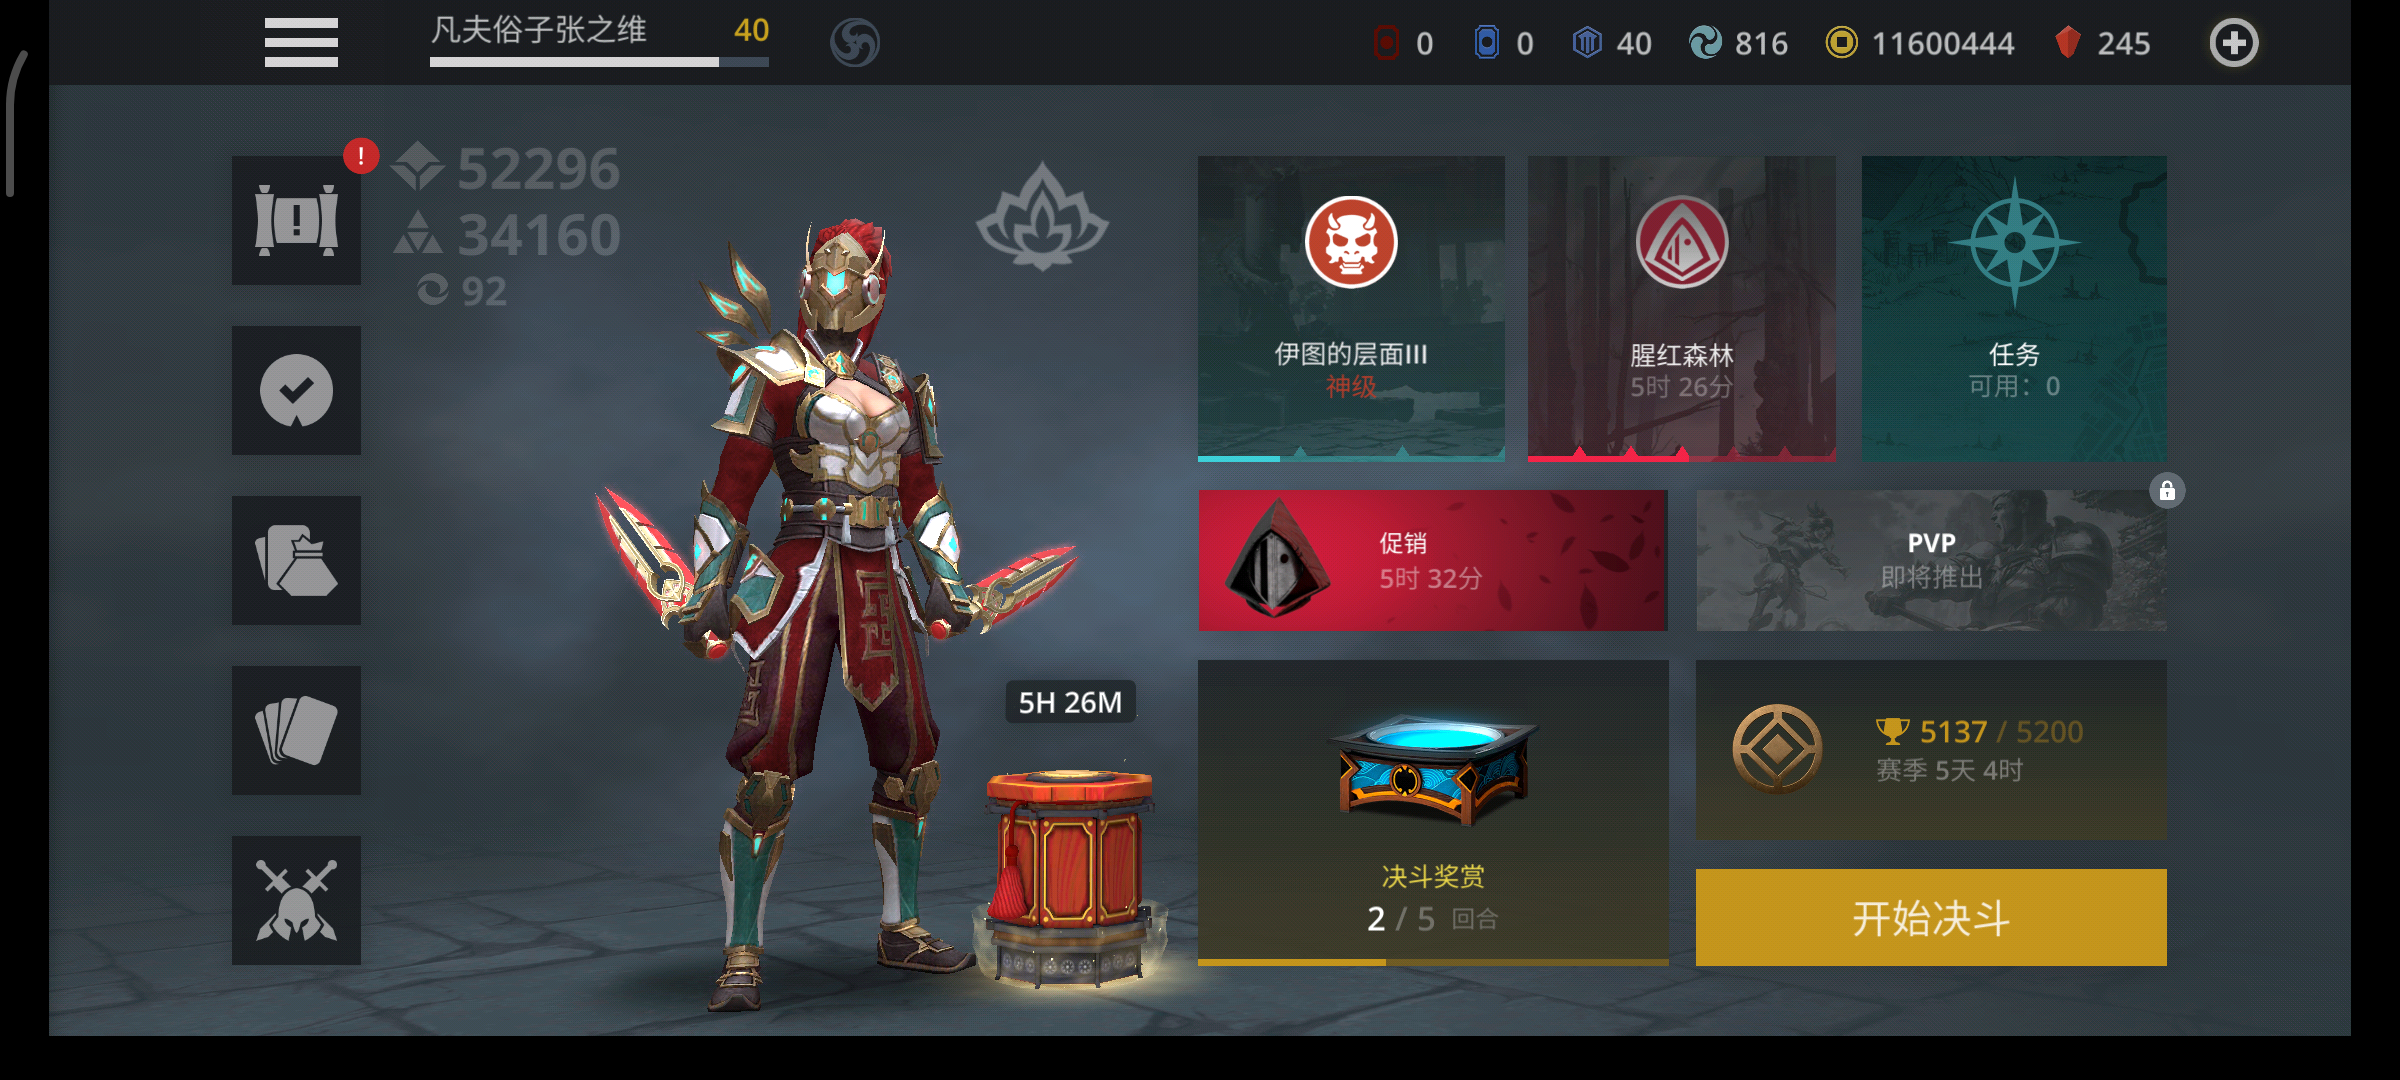 凡夫俗子张之维 40
0 0 40 816 11600444 245
!
52296
34160
92
伊图的层面III
神级
腥红森林
5时 26分
任务
可用：0
促销
5时 32分
PVP
即将推出
5H 26M
决斗奖赏
2 / 5 回合
5137 / 5200
赛季 5天 4时
开始决斗